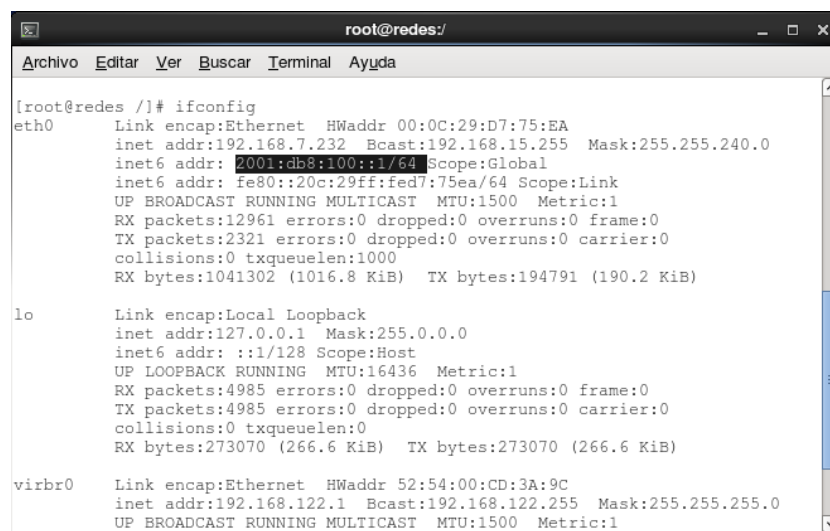 root@redes:/
Archivo Editar Ver Buscar Terminal Ayuda
[root@redes /]# ifconfig
eth0 Link encap:Ethernet HWaddr 00:0C:29:D7:75:EA
inet addr:192.168.7.232 Bcast:192.168.15.255 Mask:255.255.240.0
inet6 addr: 2001:db8:100::1/64 Scope:Global
inet6 addr: fe80::20c:29ff:fed7:75ea/64 Scope:Link
UP BROADCAST RUNNING MULTICAST MTU:1500 Metric:1
RX packets:12961 errors:0 dropped:0 overruns:0 frame:0
TX packets:2321 errors:0 dropped:0 overruns:0 carrier:0
collisions:0 txqueuelen:1000
RX bytes:1041302 (1016.8 KiB) TX bytes:194791 (190.2 KiB)
lo Link encap:Local Loopback
inet addr:127.0.0.1 Mask:255.0.0.0
inet6 addr: ::1/128 Scope:Host
UP LOOPBACK RUNNING MTU:16436 Metric:1
RX packets:4985 errors:0 dropped:0 overruns:0 frame:0
TX packets:4985 errors:0 dropped:0 overruns:0 carrier:0
collisions:0 txqueuelen:0
RX bytes:273070 (266.6 KiB) TX bytes:273070 (266.6 KiB)
virbr0 Link encap:Ethernet HWaddr 52:54:00:CD:3A:9C
inet addr:192.168.122.1 Bcast:192.168.122.255 Mask:255.255.255.0
UP BROADCAST RUNNING MULTICAST MTU:1500 Metric:1